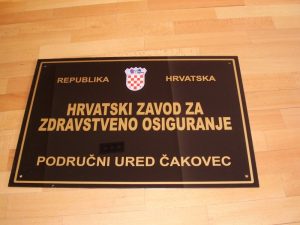 REPUBLIKA HRVATSKA
HRVATSKI ZAVOD ZA
ZDRAVSTVENO OSIGURANJE
PODRUČNI URED ČAKOVEC